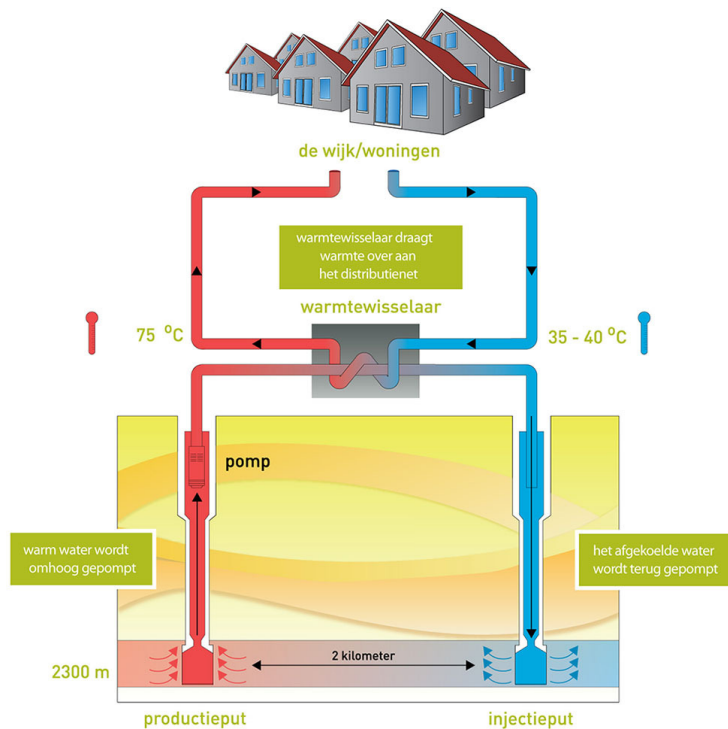 de wijk/woningen
warmtewisselaar draagt
warmte over aan
het distributienet
warmtewisselaar
75 °C
35 - 40 °C
pomp
warm water wordt
omhoog gepompt
het afgekoelde water
wordt terug gepompt
2 kilometer
2300 m
productieput
injectieput